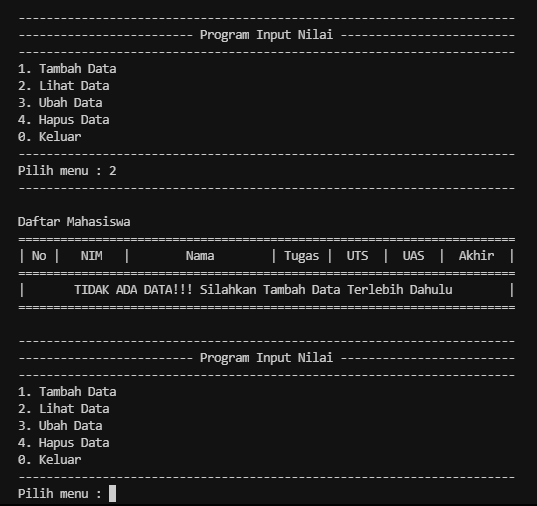 -----------------------------------------------------------------------
------------------------- Program Input Nilai -------------------------
-----------------------------------------------------------------------
1. Tambah Data
2. Lihat Data
3. Ubah Data
4. Hapus Data
0. Keluar
-----------------------------------------------------------------------
Pilih menu : 2
-----------------------------------------------------------------------
Daftar Mahasiswa
=======================================================================
| No |   NIM   |        Nama        | Tugas |  UTS  |  UAS  |  Akhir  |
=======================================================================
|       TIDAK ADA DATA!!! Silahkan Tambah Data Terlebih Dahulu        |
=======================================================================
-----------------------------------------------------------------------
------------------------- Program Input Nilai -------------------------
-----------------------------------------------------------------------
1. Tambah Data
2. Lihat Data
3. Ubah Data
4. Hapus Data
0. Keluar
-----------------------------------------------------------------------
Pilih menu :